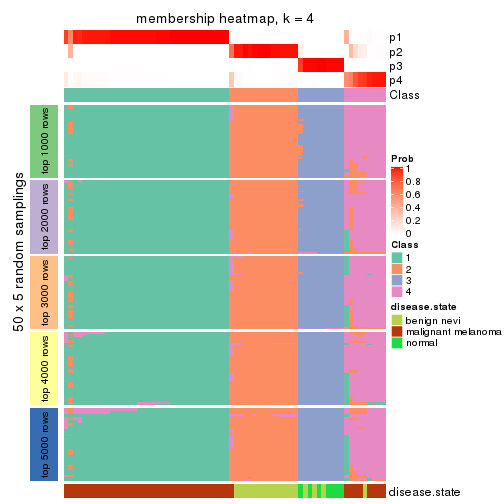 membership heatmap, k = 4
p1
p2
p3
p4
Class
50 x 5 random samplings
top 1000 rows
top 2000 rows
top 3000 rows
top 4000 rows
top 5000 rows
Prob
1
0.8
0.6
0.4
0.2
0
Class
1
2
3
4
disease.state
benign nevi
malignant melanoma
normal
disease.state